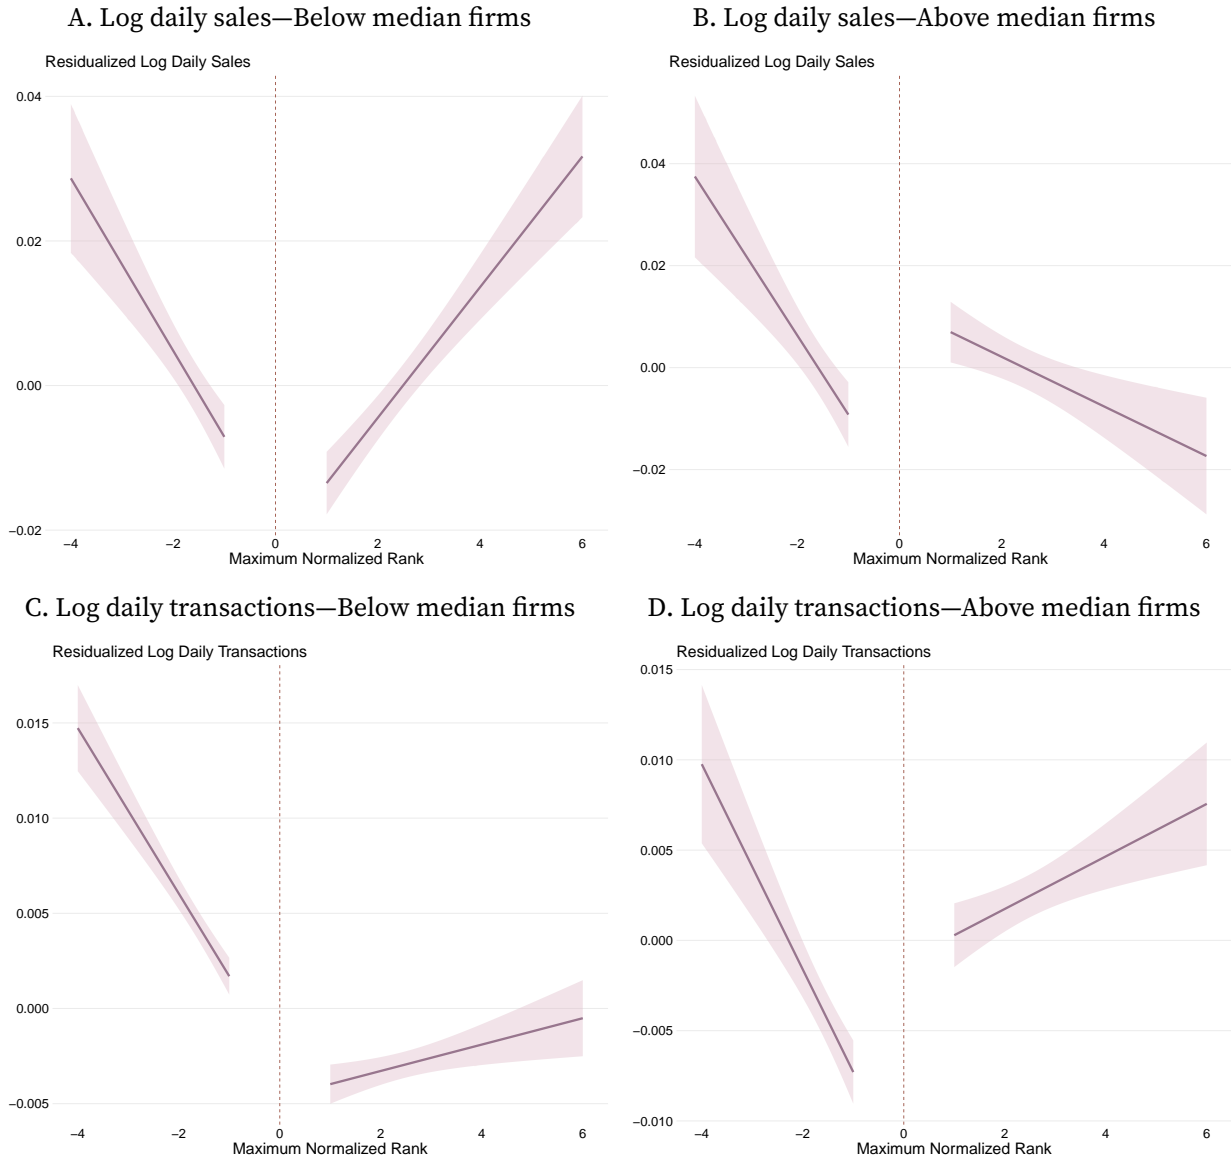 A. Log daily sales—Below median firms
Residualized Log Daily Sales
0.04
0.02
0.00
−0.02
−4 −2 0 2 4 6
Maximum Normalized Rank
B. Log daily sales—Above median firms
Residualized Log Daily Sales
0.04
0.02
0.00
−0.02
−4 −2 0 2 4 6
Maximum Normalized Rank
C. Log daily transactions—Below median firms
Residualized Log Daily Transactions
0.015
0.010
0.005
0.000
−0.005
−4 −2 0 2 4 6
Maximum Normalized Rank
D. Log daily transactions—Above median firms
Residualized Log Daily Transactions
0.015
0.010
0.005
0.000
−0.005
−0.010
−4 −2 0 2 4 6
Maximum Normalized Rank